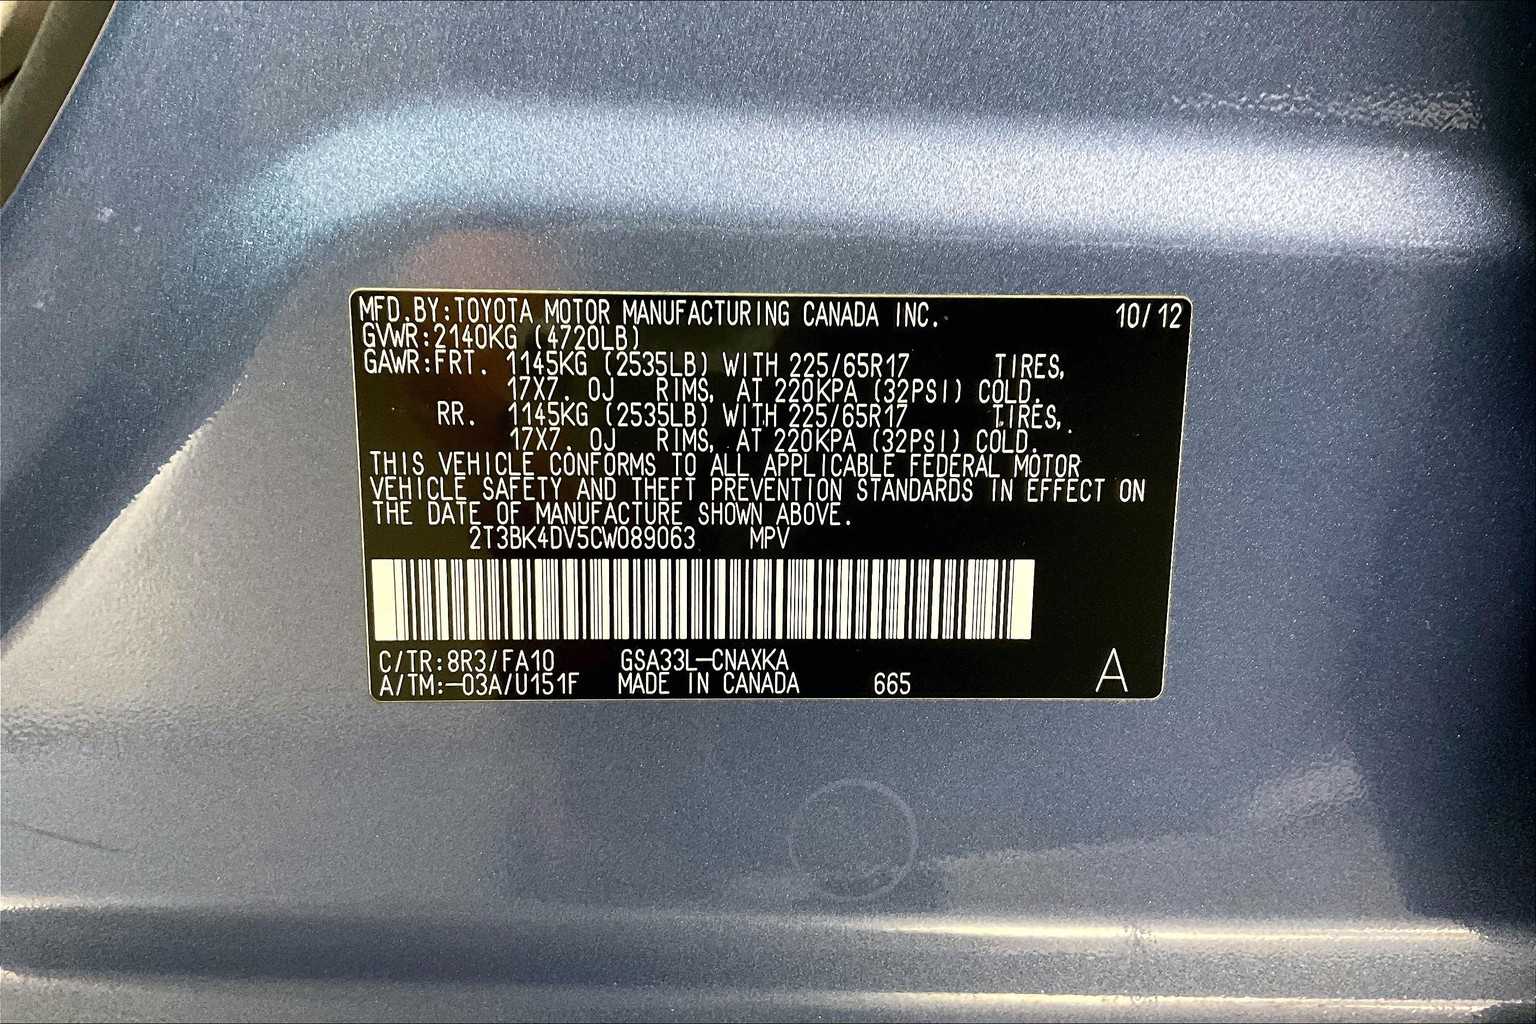 MFD.BY:TOYOTA MOTOR MANUFACTURING CANADA INC. 10/12
GVWR:2140KG (4720LB)
GAWR:FRT. 1145KG (2535LB) WITH 225/65R17 TIRES,
17X7. 0J RIMS, AT 220KPA (32PSI) COLD.
RR. 1145KG (2535LB) WITH 225/65R17 TIRES,
17X7. 0J RIMS, AT 220KPA (32PSI) COLD.
THIS VEHICLE CONFORMS TO ALL APPLICABLE FEDERAL MOTOR
VEHICLE SAFETY AND THEFT PREVENTION STANDARDS IN EFFECT ON
THE DATE OF MANUFACTURE SHOWN ABOVE.
2T3BK4DV5CW089063 MPV
C/TR:8R3/FA10 GSA33L-CNAXKA
A/TM:-03A/U151F MADE IN CANADA 665 A